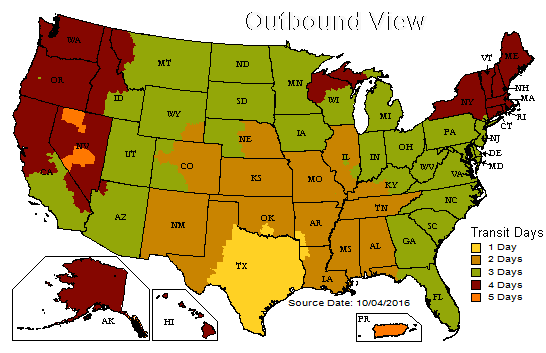 Outbound View
WA
MT
ND
MN
VT
ME
OR
ID
SD
WI
MI
NY
NH
MA
WY
RI
CT
NE
IA
PA
NJ
NV
UT
CO
IL
IN
OH
DE
MD
CA
KS
MO
WV
VA
KY
NC
TN
AZ
NM
OK
AR
SC
MS
AL
GA
TX
LA
FL
Transit Days
1 Day
2 Days
3 Days
4 Days
5 Days
Source Date: 10/04/2016
AK
HI
PR